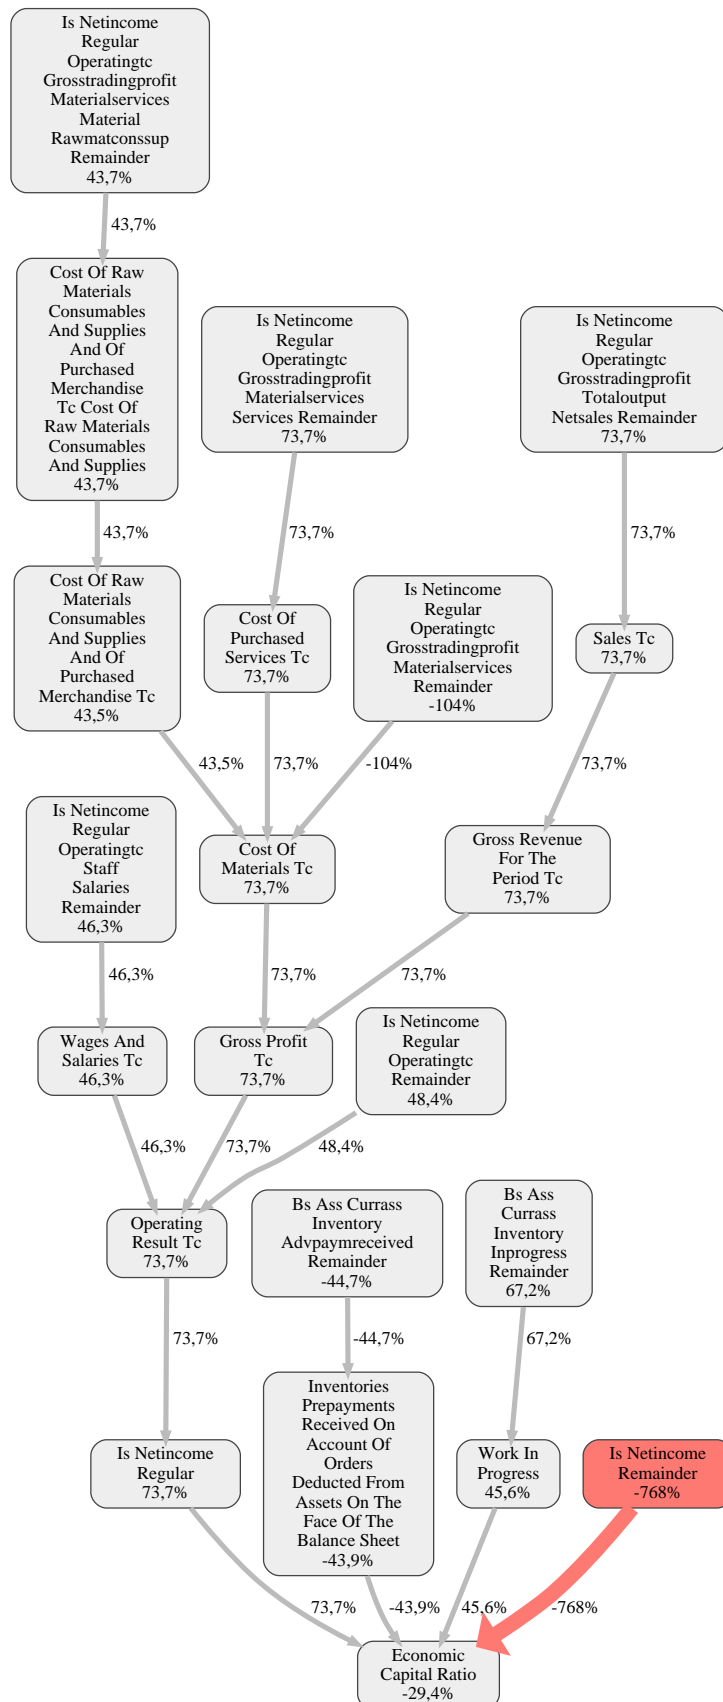 Is Netincome
Regular
Operatingtc
Grosstradingprofit
Materialservices
Material
Rawmatconssup
Remainder
43,7%
43,7%
Cost Of Raw
Materials
Consumables
And Supplies
And Of
Purchased
Merchandise
Tc Cost Of
Raw Materials
Consumables
And Supplies
43,7%
Is Netincome
Regular
Operatingtc
Grosstradingprofit
Materialservices
Services Remainder
73,7%
Is Netincome
Regular
Operatingtc
Grosstradingprofit
Totaloutput
Netsales Remainder
73,7%
43,7%
73,7%
73,7%
Cost Of Raw
Materials
Consumables
And Supplies
And Of
Purchased
Merchandise Tc
43,5%
Cost Of
Purchased
Services Tc
73,7%
Is Netincome
Regular
Operatingtc
Grosstradingprofit
Materialservices
Remainder
-104%
Sales Tc
73,7%
43,5%
73,7%
-104%
73,7%
Is Netincome
Regular
Operatingtc
Staff
Salaries
Remainder
46,3%
Cost Of
Materials Tc
73,7%
Gross Revenue
For The
Period Tc
73,7%
46,3%
73,7%
73,7%
Wages And
Salaries Tc
46,3%
Gross Profit
Tc
73,7%
Is Netincome
Regular
Operatingtc
Remainder
48,4%
46,3%
73,7%
48,4%
Operating
Result Tc
73,7%
Bs Ass Currass
Inventory
Advpaymreceived
Remainder
-44,7%
Bs Ass
Currass
Inventory
Inprogress
Remainder
67,2%
73,7%
-44,7%
67,2%
Is Netincome
Regular
73,7%
Inventories
Prepayments
Received On
Account Of
Orders
Deducted From
Assets On The
Face Of The
Balance Sheet
-43,9%
Work In
Progress
45,6%
Is Netincome
Remainder
-768%
73,7%
-43,9%
45,6%
-768%
Economic
Capital Ratio
-29,4%